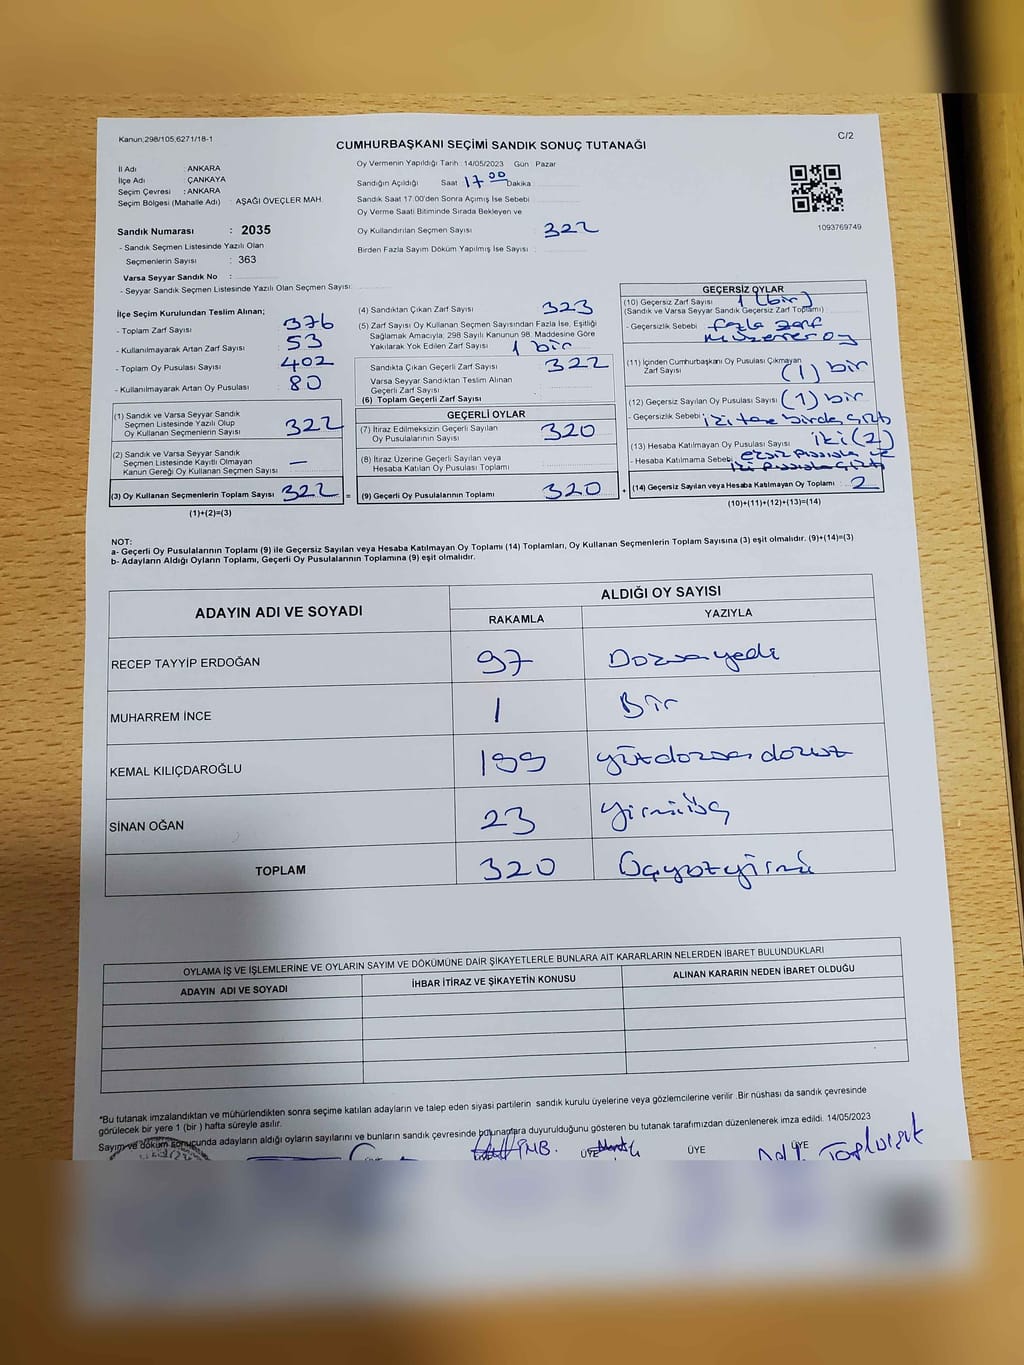 Kanun;298/105,6271/18-1
C/2
CUMHURBAŞKANI SEÇİMİ SANDIK SONUÇ TUTANAĞI
İl Adı : ANKARA
İlçe Adı : ÇANKAYA
Seçim Çevresi : ANKARA
Seçim Bölgesi (Mahalle Adı) : AŞAĞI ÖVEÇLER MAH.
Sandık Numarası : 2035
- Sandık Seçmen Listesinde Yazılı Olan
Seçmenlerin Sayısı : 363
Varsa Seyyar Sandık No :
- Seyyar Sandık Seçmen Listesinde Yazılı Olan Seçmen Sayısı:
Oy Vermenin Yapıldığı Tarih : 14/05/2023 Gün : Pazar
Sandığın Açıldığı Saat 17 00 Dakika
Sandık Saat 17.00'den Sonra Açılmış İse Sebebi
Oy Verme Saati Bitiminde Sırada Bekleyen ve
Oy Kullandırılan Seçmen Sayısı : 322
Birden Fazla Sayım Döküm Yapılmış İse Sayısı :
1093769749
İlçe Seçim Kurulundan Teslim Alınan;
- Toplam Zarf Sayısı : 376
- Kullanılmayarak Artan Zarf Sayısı : 53
- Toplam Oy Pusulası Sayısı : 402
- Kullanılmayarak Artan Oy Pusulası : 80
(1) Sandık ve Varsa Seyyar Sandık
Seçmen Listesinde Yazılı Olup
Oy Kullanan Seçmenlerin Sayısı : 322
(2) Sandık ve Varsa Seyyar Sandık
Seçmen Listesinde Kayıtlı Olmayan
Kanun Gereği Oy Kullanan Seçmen Sayısı : —
(3) Oy Kullanan Seçmenlerin Toplam Sayısı : 322 =
(1)+(2)=(3)
(4) Sandıktan Çıkan Zarf Sayısı : 323
(5) Zarf Sayısı Oy Kullanan Seçmen Sayısından Fazla İse, Eşitliği
Sağlamak Amacıyla; 298 Sayılı Kanunun 98. Maddesine Göre
Yakılarak Yok Edilen Zarf Sayısı : 1 bir
Sandıkta Çıkan Geçerli Zarf Sayısı : 322
Varsa Seyyar Sandıktan Teslim Alınan
Geçerli Zarf Sayısı :
(6) Toplam Geçerli Zarf Sayısı :
GEÇERLİ OYLAR
(7) İtiraz Edilmeksizin Geçerli Sayılan
Oy Pusulalarının Sayısı : 320
(8) İtiraz Üzerine Geçerli Sayılan veya
Hesaba Katılan Oy Pusulası Toplamı :
(9) Geçerli Oy Pusulalarının Toplamı : 320 +
GEÇERSİZ OYLAR
(10) Geçersiz Zarf Sayısı : 1 (bir)
(Sandık ve Varsa Seyyar Sandık Geçersiz Zarf Toplamı)
- Geçersizlik Sebebi : fazla zarf
mükerrer oy
(11) İçinden Cumhurbaşkanı Oy Pusulası Çıkmayan
Zarf Sayısı : (1) bir
(12) Geçersiz Sayılan Oy Pusulası Sayısı : (1) bir
- Geçersizlik Sebebi : iki tane birde çıktı
(13) Hesaba Katılmayan Oy Pusulası Sayısı : iki (2)
- Hesaba Katılmama Sebebi : eksik pusula ve
iki pusula çıktı
(14) Geçersiz Sayılan veya Hesaba Katılmayan Oy Toplamı : 2
(10)+(11)+(12)+(13)=(14)
NOT:
a- Geçerli Oy Pusulalarının Toplamı (9) ile Geçersiz Sayılan veya Hesaba Katılmayan Oy Toplamı (14) Toplamları, Oy Kullanan Seçmenlerin Toplam Sayısına (3) eşit olmalıdır. (9)+(14)=(3)
b- Adayların Aldığı Oyların Toplamı, Geçerli Oy Pusulalarının Toplamına (9) eşit olmalıdır.
ADAYIN ADI VE SOYADI
ALDIĞI OY SAYISI
RAKAMLA YAZIYLA
RECEP TAYYİP ERDOĞAN 97 Doksanyedi
MUHARREM İNCE 1 Bir
KEMAL KILIÇDAROĞLU 199 yüzdoksandokuz
SİNAN OĞAN 23 yirmiüç
TOPLAM 320 Üçyüzyirmi
OYLAMA İŞ VE İŞLEMLERİNE VE OYLARIN SAYIM VE DÖKÜMÜNE DAİR ŞİKAYETLERLE BUNLARA AİT KARARLARIN NELERDEN İBARET BULUNDUKLARI
ADAYIN ADI VE SOYADI İHBAR İTİRAZ VE ŞİKAYETİN KONUSU ALINAN KARARIN NEDEN İBARET OLDUĞU
*Bu tutanak imzalandıktan ve mühürlendikten sonra seçime katılan adayların ve talep eden siyasi partilerin sandık kurulu üyelerine veya gözlemcilerine verilir .Bir nüshası da sandık çevresinde
görülecek bir yere 1 (bir ) hafta süreyle asılır.
Sayım ve döküm sonucunda adayların aldığı oyların sayılarını ve bunların sandık çevresinde bulunanlara duyurulduğunu gösteren bu tutanak tarafımızdan düzenlenerek imza edildi. 14/05/2023
ÜYE ÜYE ÜYE